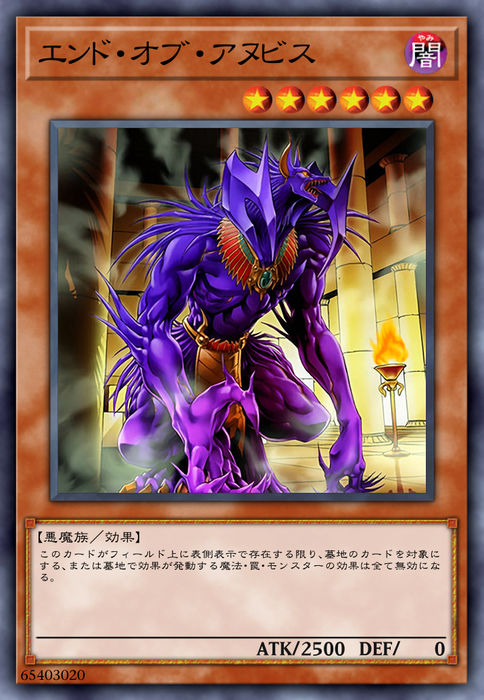 エンド・オブ・アヌビス
やみ
闇
【悪魔族／効果】
このカードがフィールド上に表側表示で存在する限り、墓地のカードを対象に
する、または墓地で効果が発動する魔法・罠・モンスターの効果は全て無効にな
る。
ATK/2500 DEF/ 0
65403020